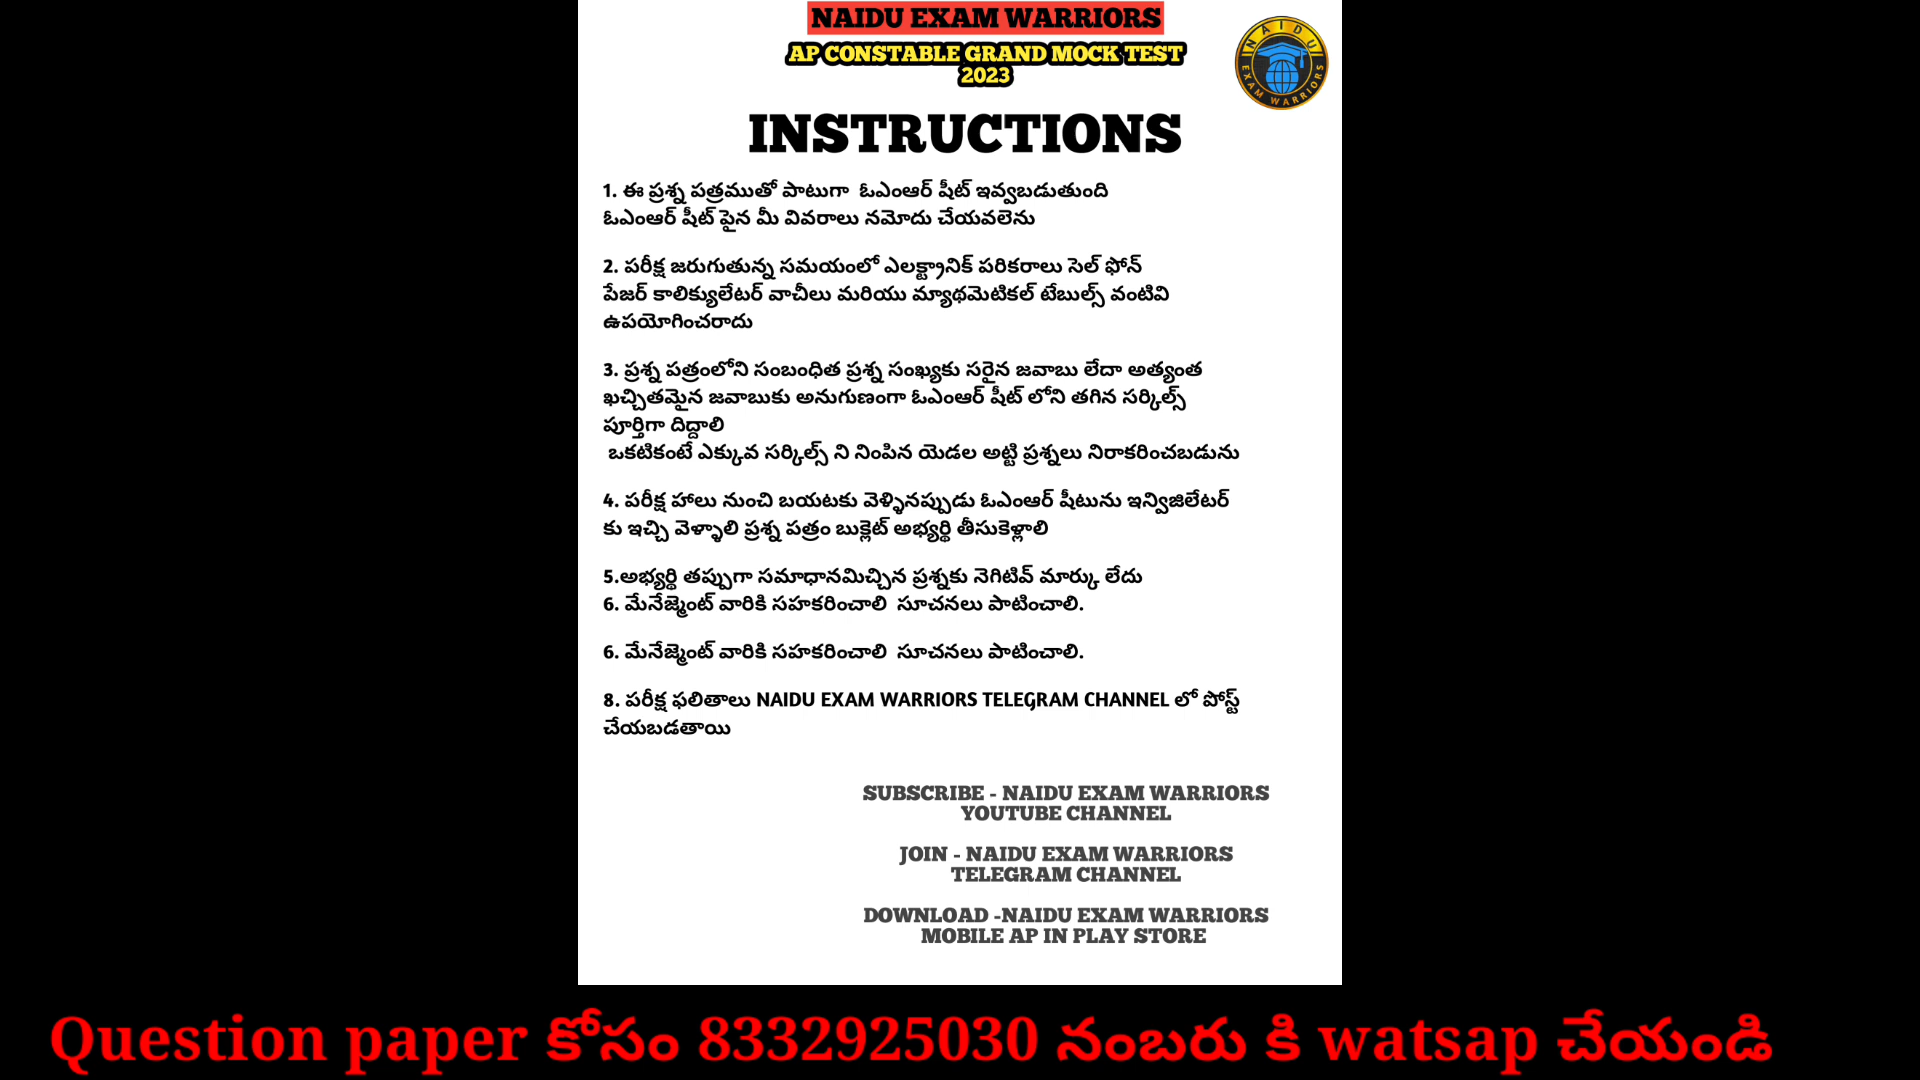 NAIDU EXAM WARRIORS
AP CONSTABLE GRAND MOCK TEST
2023
NAIDU
EXAM WARRIORS
INSTRUCTIONS
1. ఈ ప్రశ్న పత్రముతో పాటుగా  ఓఎంఆర్ షీట్ ఇవ్వబడుతుంది
ఓఎంఆర్ షీట్ పైన మీ వివరాలు నమోదు చేయవలెను
2. పరీక్ష జరుగుతున్న సమయంలో ఎలక్ట్రానిక్ పరికరాలు సెల్ ఫోన్
పేజర్ కాలిక్యులేటర్ వాచీలు మరియు మ్యాథమెటికల్ టేబుల్స్ వంటివి
ఉపయోగించరాదు
3. ప్రశ్న పత్రంలోని సంబంధిత ప్రశ్న సంఖ్యకు సరైన జవాబు లేదా అత్యంత
ఖచ్చితమైన జవాబుకు అనుగుణంగా ఓఎంఆర్ షీట్ లోని తగిన సర్కిల్స్
పూర్తిగా దిద్దాలి
ఒకటికంటే ఎక్కువ సర్కిల్స్ ని నింపిన యెడల అట్టి ప్రశ్నలు నిరాకరించబడును
4. పరీక్ష హాలు నుంచి బయటకు వెళ్ళినప్పుడు ఓఎంఆర్ షీటును ఇన్విజిలేటర్
కు ఇచ్చి వెళ్ళాలి ప్రశ్న పత్రం బుక్లెట్ అభ్యర్థి తీసుకెళ్లాలి
5.అభ్యర్థి తప్పుగా సమాధానమిచ్చిన ప్రశ్నకు నెగిటివ్ మార్కు లేదు
6. మేనేజ్మెంట్ వారికి సహకరించాలి  సూచనలు పాటించాలి.
6. మేనేజ్మెంట్ వారికి సహకరించాలి  సూచనలు పాటించాలి.
8. పరీక్ష ఫలితాలు NAIDU EXAM WARRIORS TELEGRAM CHANNEL లో పోస్ట్
చేయబడతాయి
SUBSCRIBE - NAIDU EXAM WARRIORS
YOUTUBE CHANNEL
JOIN - NAIDU EXAM WARRIORS
TELEGRAM CHANNEL
DOWNLOAD -NAIDU EXAM WARRIORS
MOBILE AP IN PLAY STORE
Question paper కోసం 8332925030 నంబరు కి watsap చేయండి